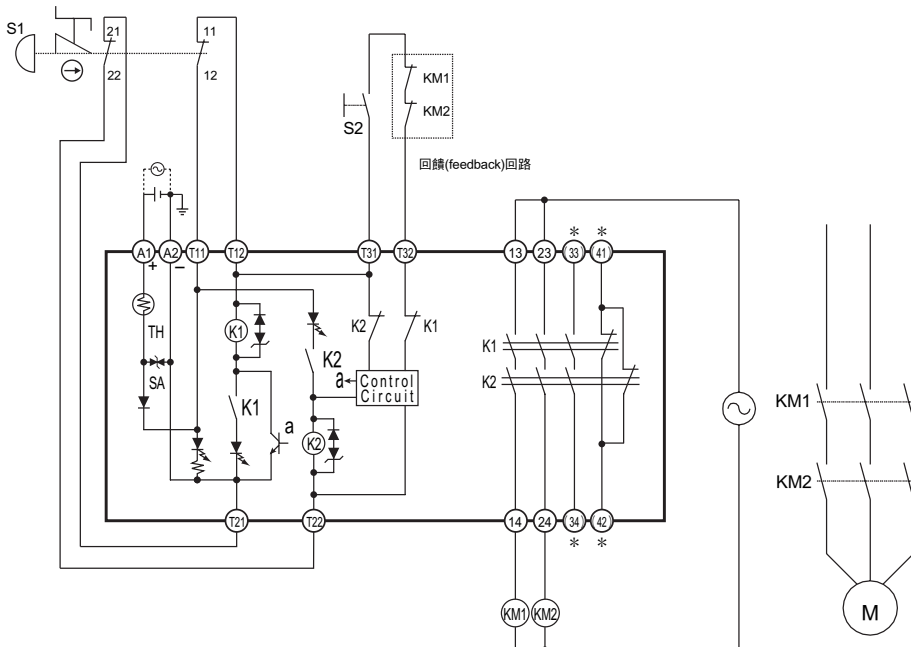 S1
21
11
22
12
KM1
KM2
S2
回饋(feedback)回路
A1
A2
T11
T12
T31
T32
13
23
*
33
*
41
+
−
TH
SA
K1
K1
a
K2
K2
K2
K1
a
Control
Circuit
K1
K2
T21
T22
14
24
34
*
42
*
KM1
KM2
KM1
KM2
M